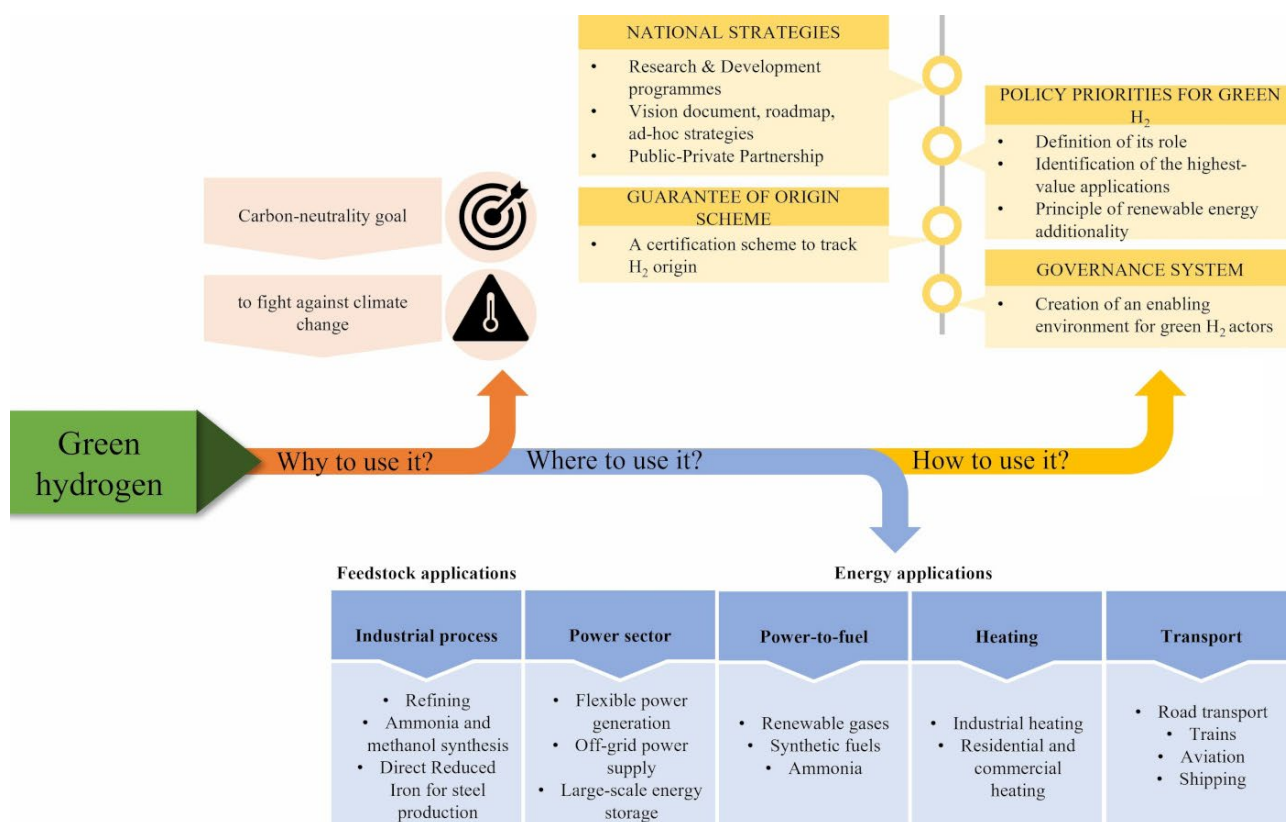 NATIONAL STRATEGIES
• Research & Development
programmes
• Vision document, roadmap,
ad-hoc strategies
• Public-Private Partnership
POLICY PRIORITIES FOR GREEN
H₂
• Definition of its role
• Identification of the highest-
value applications
• Principle of renewable energy
additionality
GUARANTEE OF ORIGIN
SCHEME
• A certification scheme to track
H₂ origin
GOVERNANCE SYSTEM
• Creation of an enabling
environment for green H₂ actors
Carbon-neutrality goal
to fight against climate
change
Green
hydrogen
Why to use it?
Where to use it?
How to use it?
Feedstock applications
Energy applications
Industrial process
• Refining
• Ammonia and
methanol synthesis
• Direct Reduced
Iron for steel
production
Power sector
• Flexible power
generation
• Off-grid power
supply
• Large-scale energy
storage
Power-to-fuel
• Renewable gases
• Synthetic fuels
• Ammonia
Heating
• Industrial heating
• Residential and
commercial
heating
Transport
• Road transport
• Trains
• Aviation
• Shipping